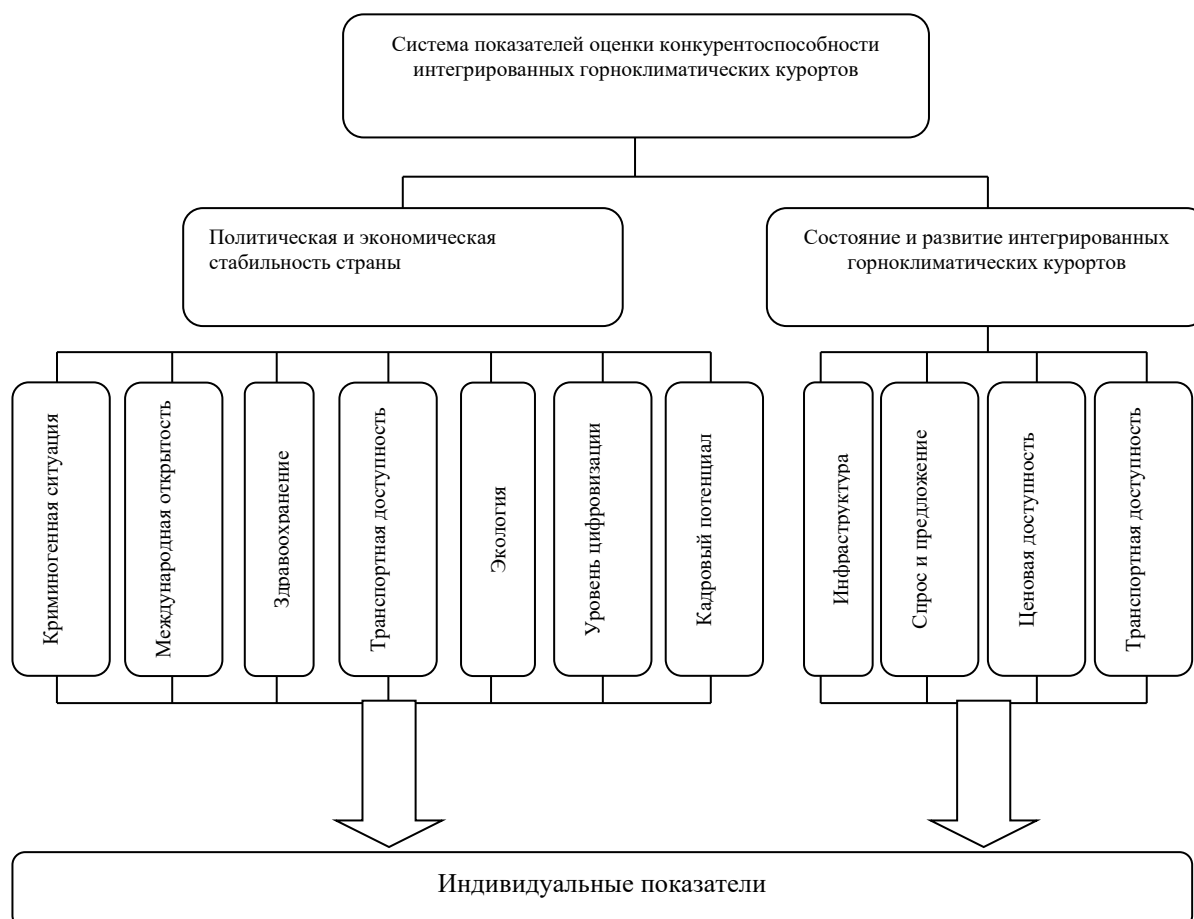 Система показателей оценки конкурентоспособности
интегрированных горноклиматических курортов
Политическая и экономическая
стабильность страны
Состояние и развитие интегрированных
горноклиматических курортов
Криминогенная ситуация
Международная открытость
Здравоохранение
Транспортная доступность
Экология
Уровень цифровизации
Кадровый потенциал
Инфраструктура
Спрос и предложение
Ценовая доступность
Транспортная доступность
Индивидуальные показатели